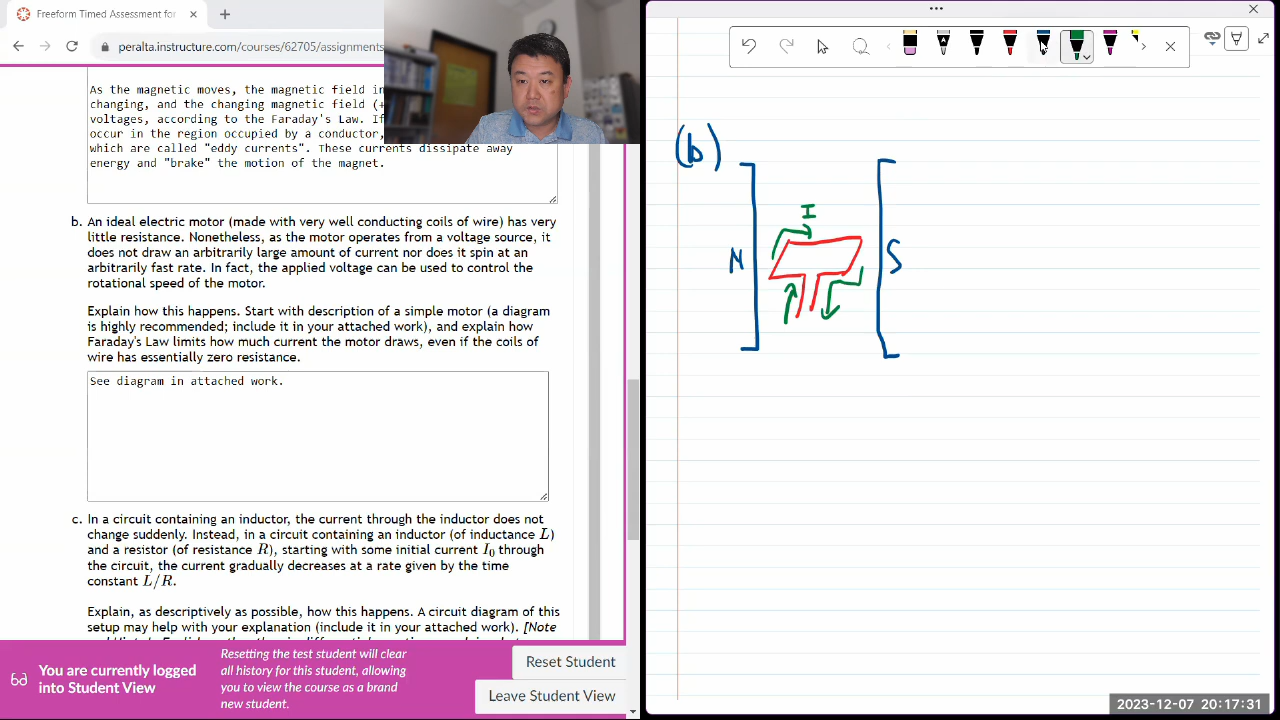 Freeform Timed Assessment for
peralta.instructure.com/courses/62705/assignments
As the magnetic moves, the magnetic field in
changing, and the changing magnetic field (
voltages, according to the Faraday's Law. If
occur in the region occupied by a conductor,
which are called "eddy currents". These currents dissipate away
energy and "brake" the motion of the magnet.
b. An ideal electric motor (made with very well conducting coils of wire) has very
little resistance. Nonetheless, as the motor operates from a voltage source, it
does not draw an arbitrarily large amount of current nor does it spin at an
arbitrarily fast rate. In fact, the applied voltage can be used to control the
rotational speed of the motor.
Explain how this happens. Start with description of a simple motor (a diagram
is highly recommended; include it in your attached work), and explain how
Faraday's Law limits how much current the motor draws, even if the coils of
wire has essentially zero resistance.
See diagram in attached work.
c. In a circuit containing an inductor, the current through the inductor does not
change suddenly. Instead, in a circuit containing an inductor (of inductance L)
and a resistor (of resistance R), starting with some initial current I₀ through
the circuit, the current gradually decreases at a rate given by the time
constant L/R.
Explain, as descriptively as possible, how this happens. A circuit diagram of this
setup may help with your explanation (include it in your attached work). [Note
You are currently logged
into Student View
Resetting the test student will clear
all history for this student, allowing
you to view the course as a brand
new student.
Reset Student
Leave Student View
(b)
I
N
S
2023-12-07 20:17:31